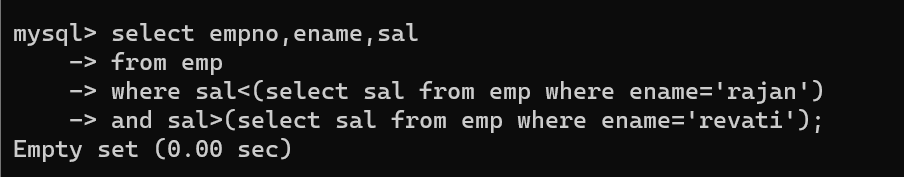 mysql> select empno,ename,sal
    -> from emp
    -> where sal<(select sal from emp where ename='rajan')
    -> and sal>(select sal from emp where ename='revati');
Empty set (0.00 sec)